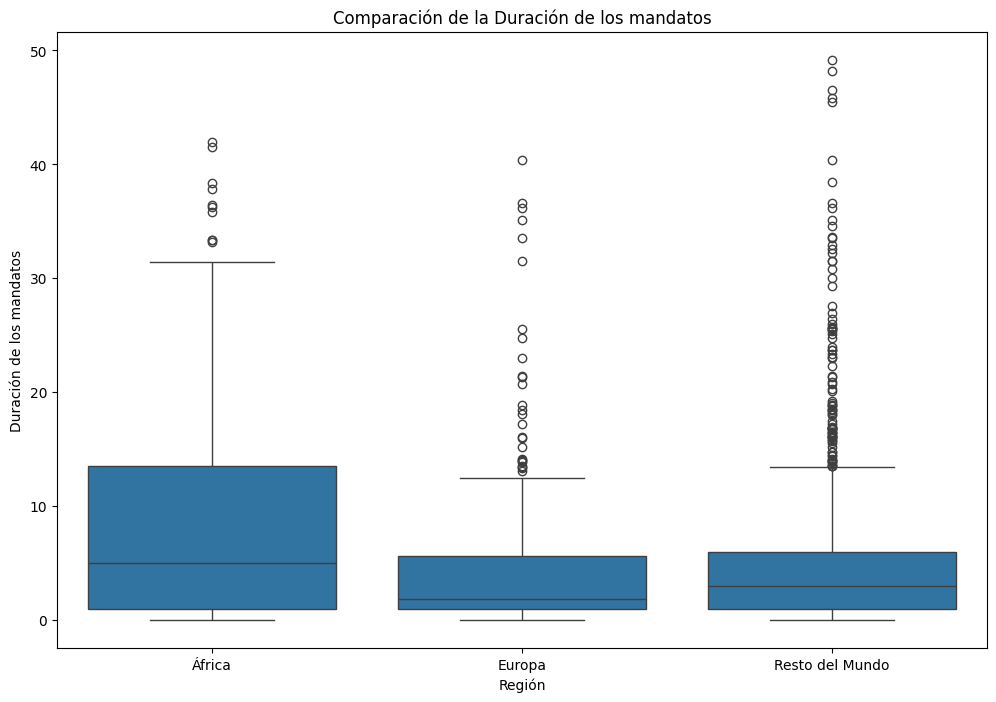 Comparación de la Duración de los mandatos
Duración de los mandatos
50
40
30
20
10
0
África
Europa
Resto del Mundo
Región